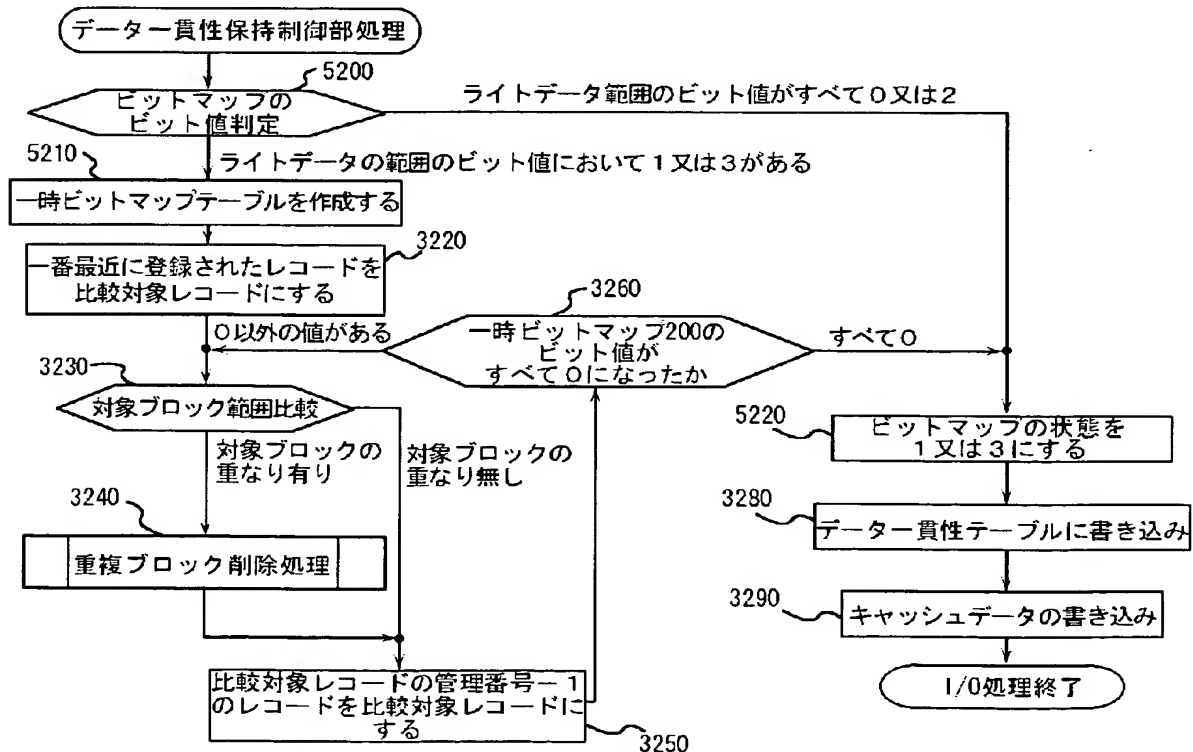 データ一貫性保持制御部処理
5200
ビットマップの
ビット値判定
ライトデータ範囲のビット値がすべて0又は2
5210
ライトデータの範囲のビット値において1又は3がある
一時ビットマップテーブルを作成する
3220
一番最近に登録されたレコードを
比較対象レコードにする
3260
0以外の値がある
一時ビットマップ200の
ビット値が
すべて0になったか
すべて0
3230
対象ブロック範囲比較
対象ブロックの
重なり有り
対象ブロックの
重なり無し
3240
重複ブロック削除処理
比較対象レコードの管理番号-1
のレコードを比較対象レコードに
する
3250
5220
ビットマップの状態を
1又は3にする
3280
データ一貫性テーブルに書き込み
3290
キャッシュデータの書き込み
I/O処理終了